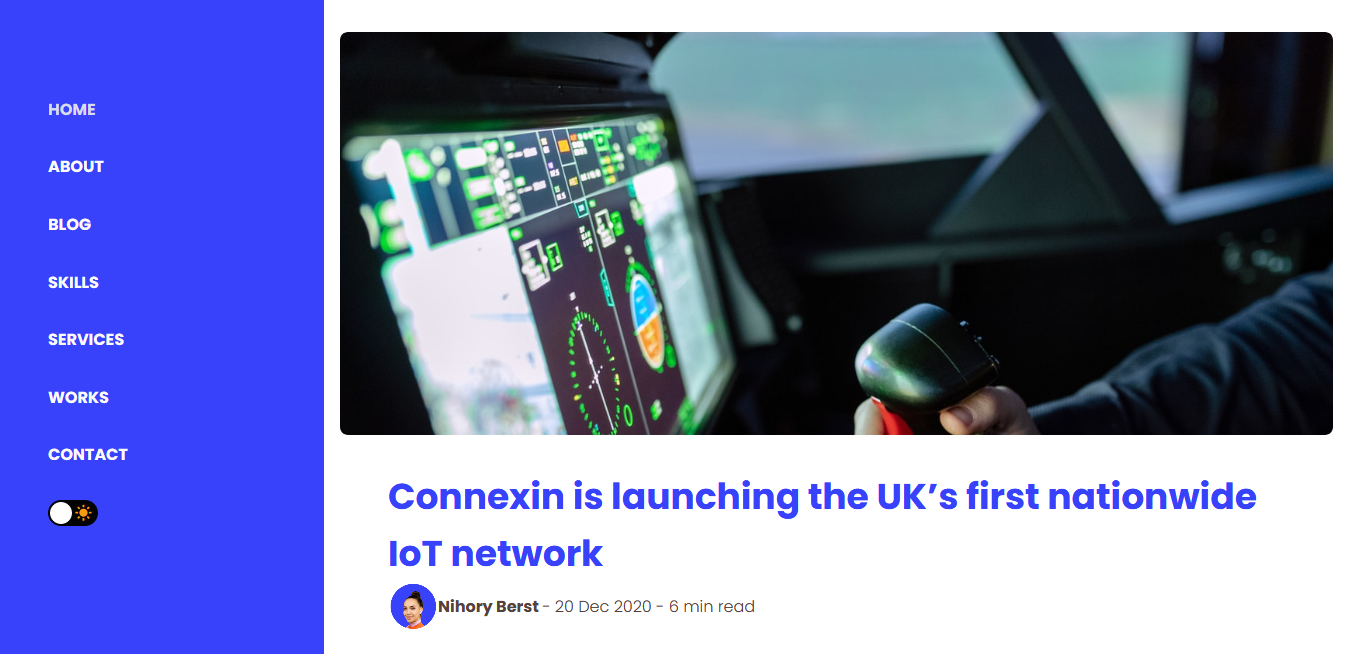 HOME
ABOUT
BLOG
SKILLS
SERVICES
WORKS
CONTACT
Connexin is launching the UK’s first nationwide
IoT network
Nihory Berst - 20 Dec 2020 - 6 min read